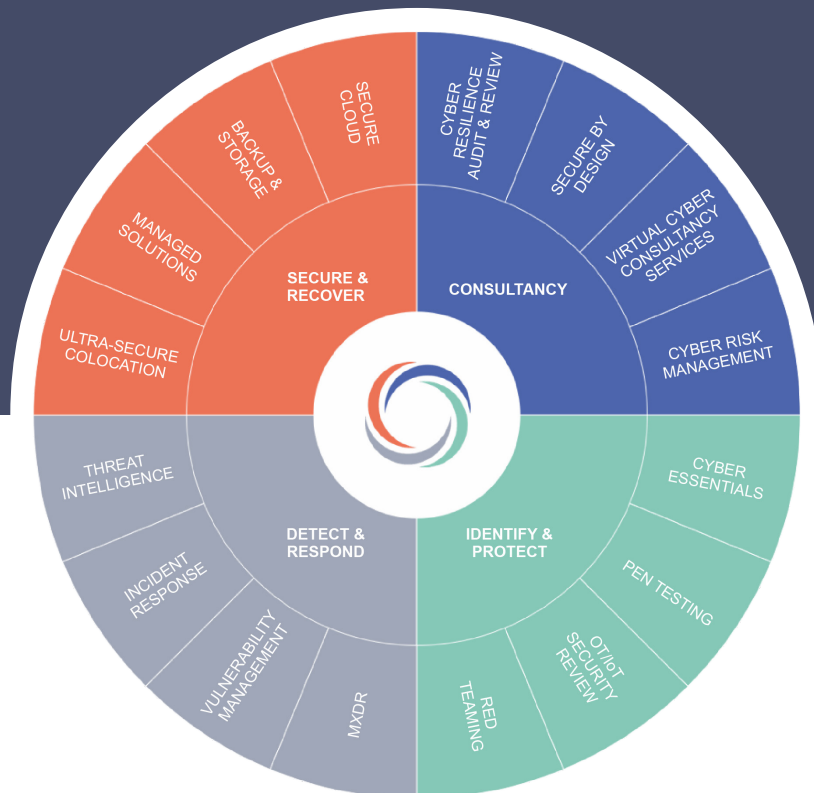 SECURE
CLOUD
BACKUP &
STORAGE
MANAGED
SOLUTIONS
ULTRA-SECURE
COLOCATION
SECURE &
RECOVER
CYBER
RESILIENCE
AUDIT & REVIEW
SECURE BY
DESIGN
VIRTUAL CYBER
CONSULTANCY
SERVICES
CYBER RISK
MANAGEMENT
CONSULTANCY
THREAT
INTELLIGENCE
INCIDENT
RESPONSE
VULNERABILITY
MANAGEMENT
MXDR
DETECT &
RESPOND
CYBER
ESSENTIALS
PEN TESTING
OT/IoT
SECURITY
REVIEW
RED
TEAMING
IDENTIFY &
PROTECT